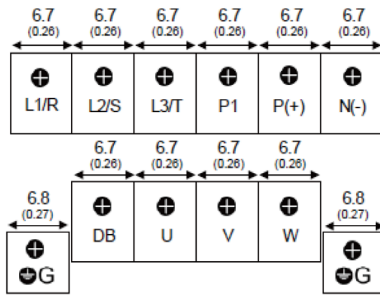 6.7 6.7 6.7 6.7 6.7 6.7
(0.26) (0.26) (0.26) (0.26) (0.26) (0.26)
L1/R L2/S L3/T P1 P(+) N(-)
6.7 6.7 6.7 6.7
(0.26) (0.26) (0.26) (0.26)
6.8 6.8
(0.27) (0.27)
DB U V W
G G